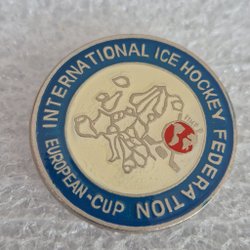 INTERNATIONAL ICE HOCKEY FEDERATION
EUROPEAN-CUP